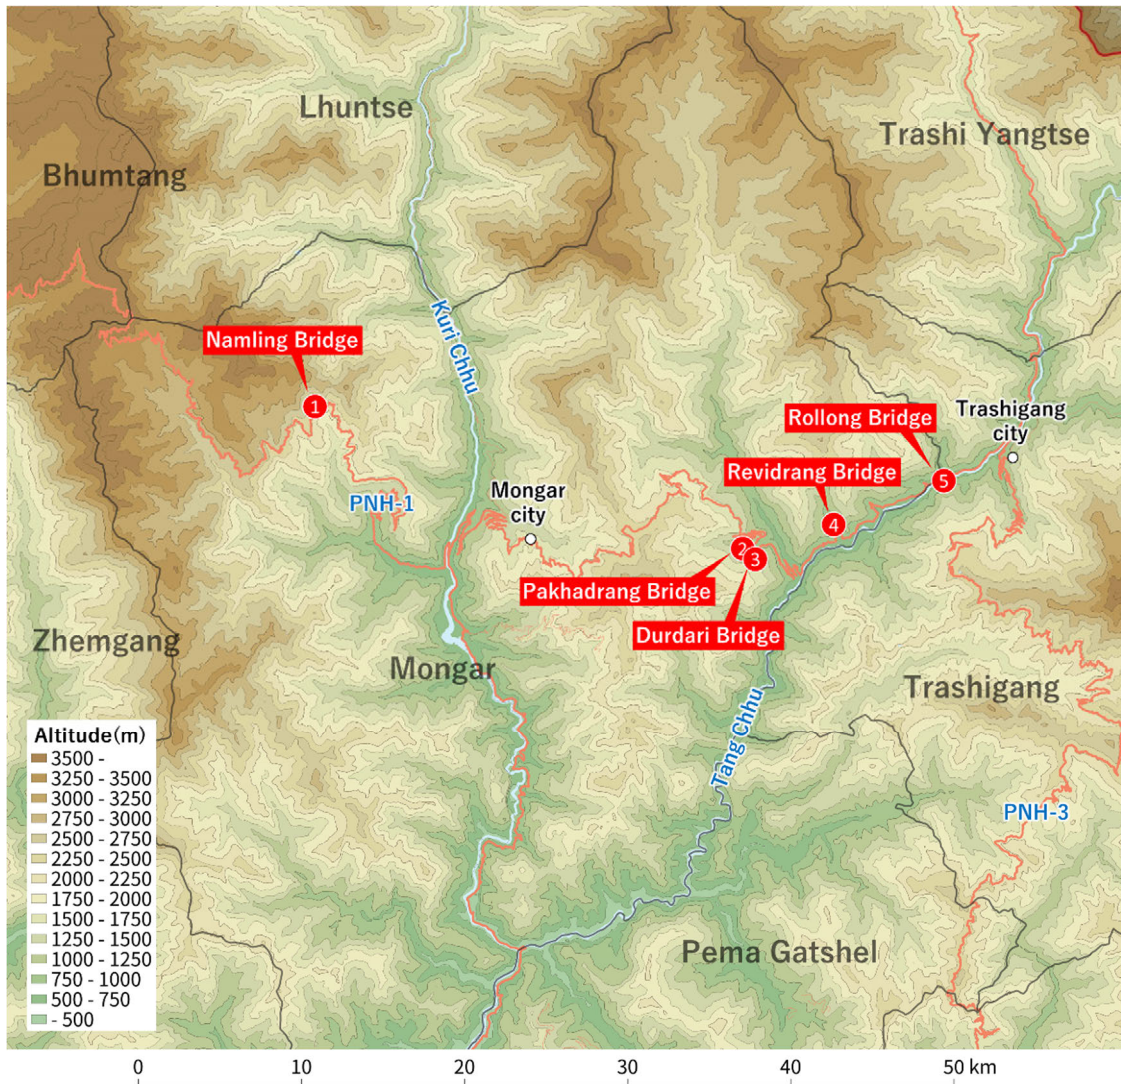 Lhuntse
Trashi Yangtse
Bhumtang
Kuri Chhu
Namling Bridge
1
Trashigang
city
Rollong Bridge
Revidrang Bridge
5
PNH-1
Mongar
city
4
2
3
Pakhadrang Bridge
Durdari Bridge
Zhemgang
Mongar
Trashigang
Tang Chhu
PNH-3
Pema Gatshel
Altitude(m)
3500 -
3250 - 3500
3000 - 3250
2750 - 3000
2500 - 2750
2250 - 2500
2000 - 2250
1750 - 2000
1500 - 1750
1250 - 1500
1000 - 1250
750 - 1000
500 - 750
- 500
0 10 20 30 40 50 km